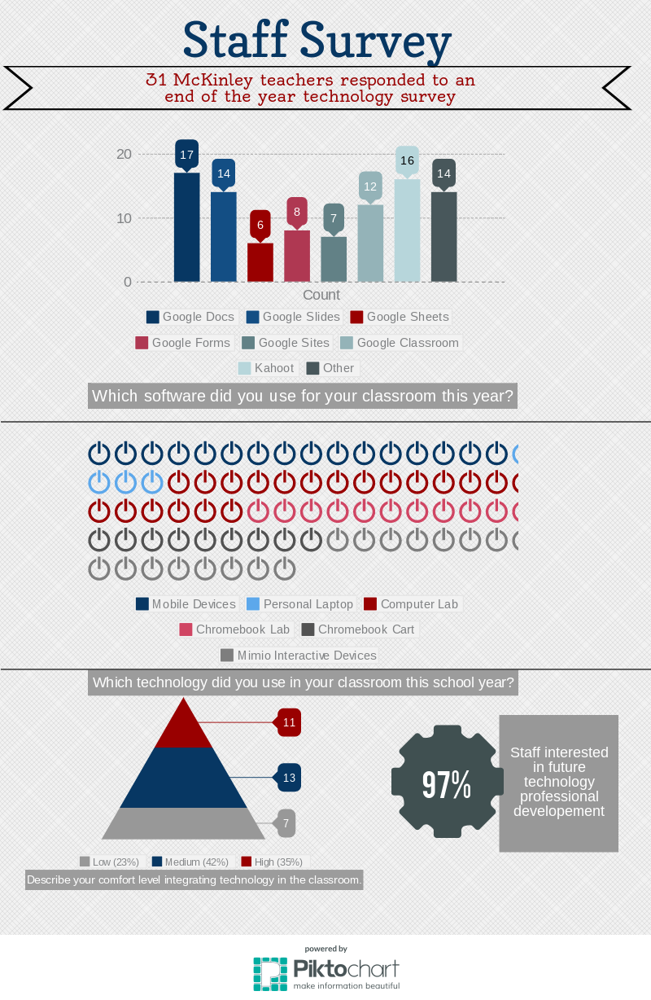 Staff Survey
31 McKinley teachers responded to an
end of the year technology survey
20
10
0
17
14
6
8
7
12
16
14
Count
Google Docs
Google Slides
Google Sheets
Google Forms
Google Sites
Google Classroom
Kahoot
Other
Which software did you use for your classroom this year?
Mobile Devices
Personal Laptop
Computer Lab
Chromebook Lab
Chromebook Cart
Mimio Interactive Devices
Which technology did you use in your classroom this school year?
11
13
7
Low (23%)
Medium (42%)
High (35%)
Describe your comfort level integrating technology in the classroom.
97%
Staff interested
in future
technology
professional
developement
powered by
Piktochart
make information beautiful